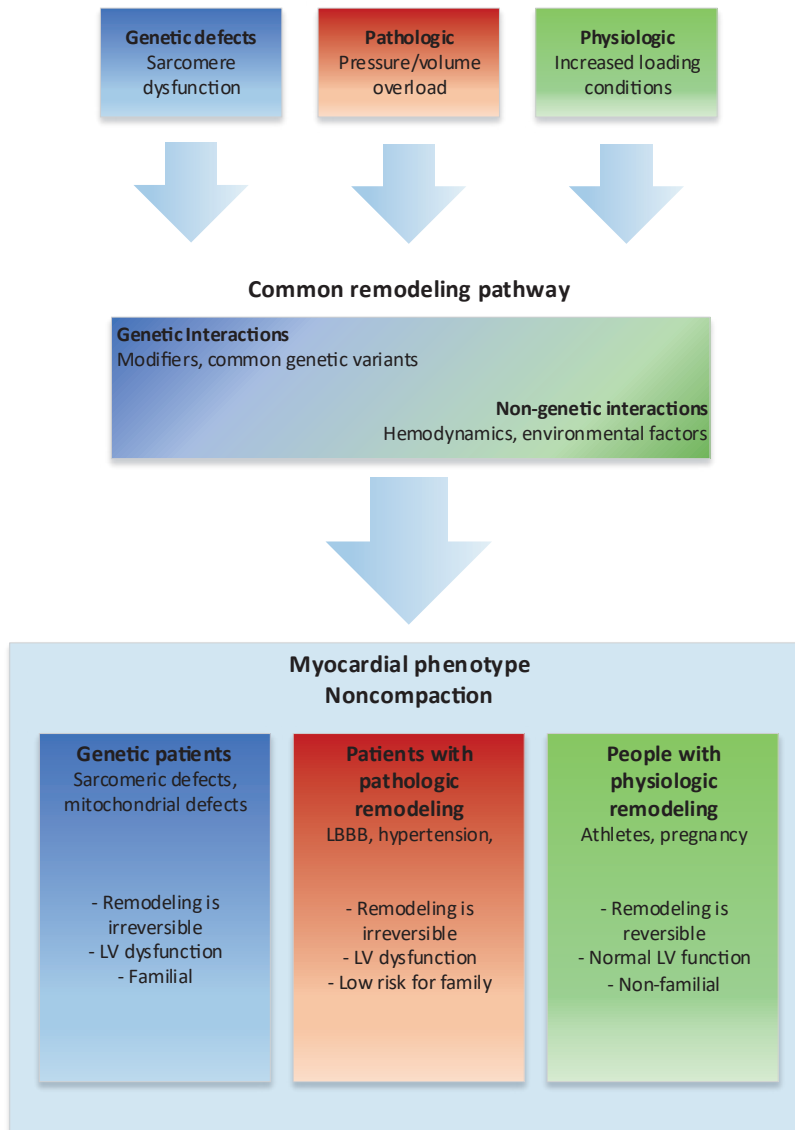 Genetic defects
Sarcomere
dysfunction
Pathologic
Pressure/volume
overload
Physiologic
Increased loading
conditions
Common remodeling pathway
Genetic Interactions
Modifiers, common genetic variants
Non-genetic interactions
Hemodynamics, environmental factors
Myocardial phenotype
Noncompaction
Genetic patients
Sarcomeric defects,
mitochondrial defects
- Remodeling is
irreversible
- LV dysfunction
- Familial
Patients with
pathologic
remodeling
LBBB, hypertension,
- Remodeling is
irreversible
- LV dysfunction
- Low risk for family
People with
physiologic
remodeling
Athletes, pregnancy
- Remodeling is
reversible
- Normal LV function
- Non-familial